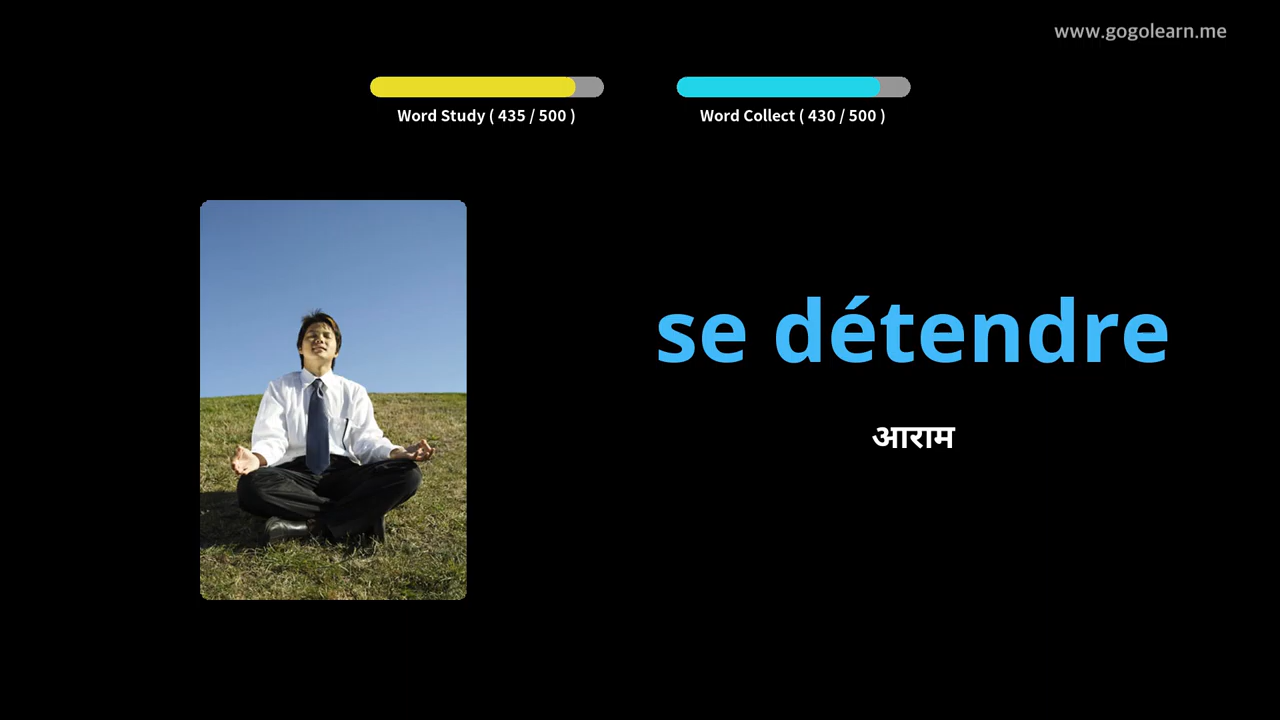 www.gogolearn.me
Word Study ( 435 / 500 )
Word Collect ( 430 / 500 )
se détendre
आराम